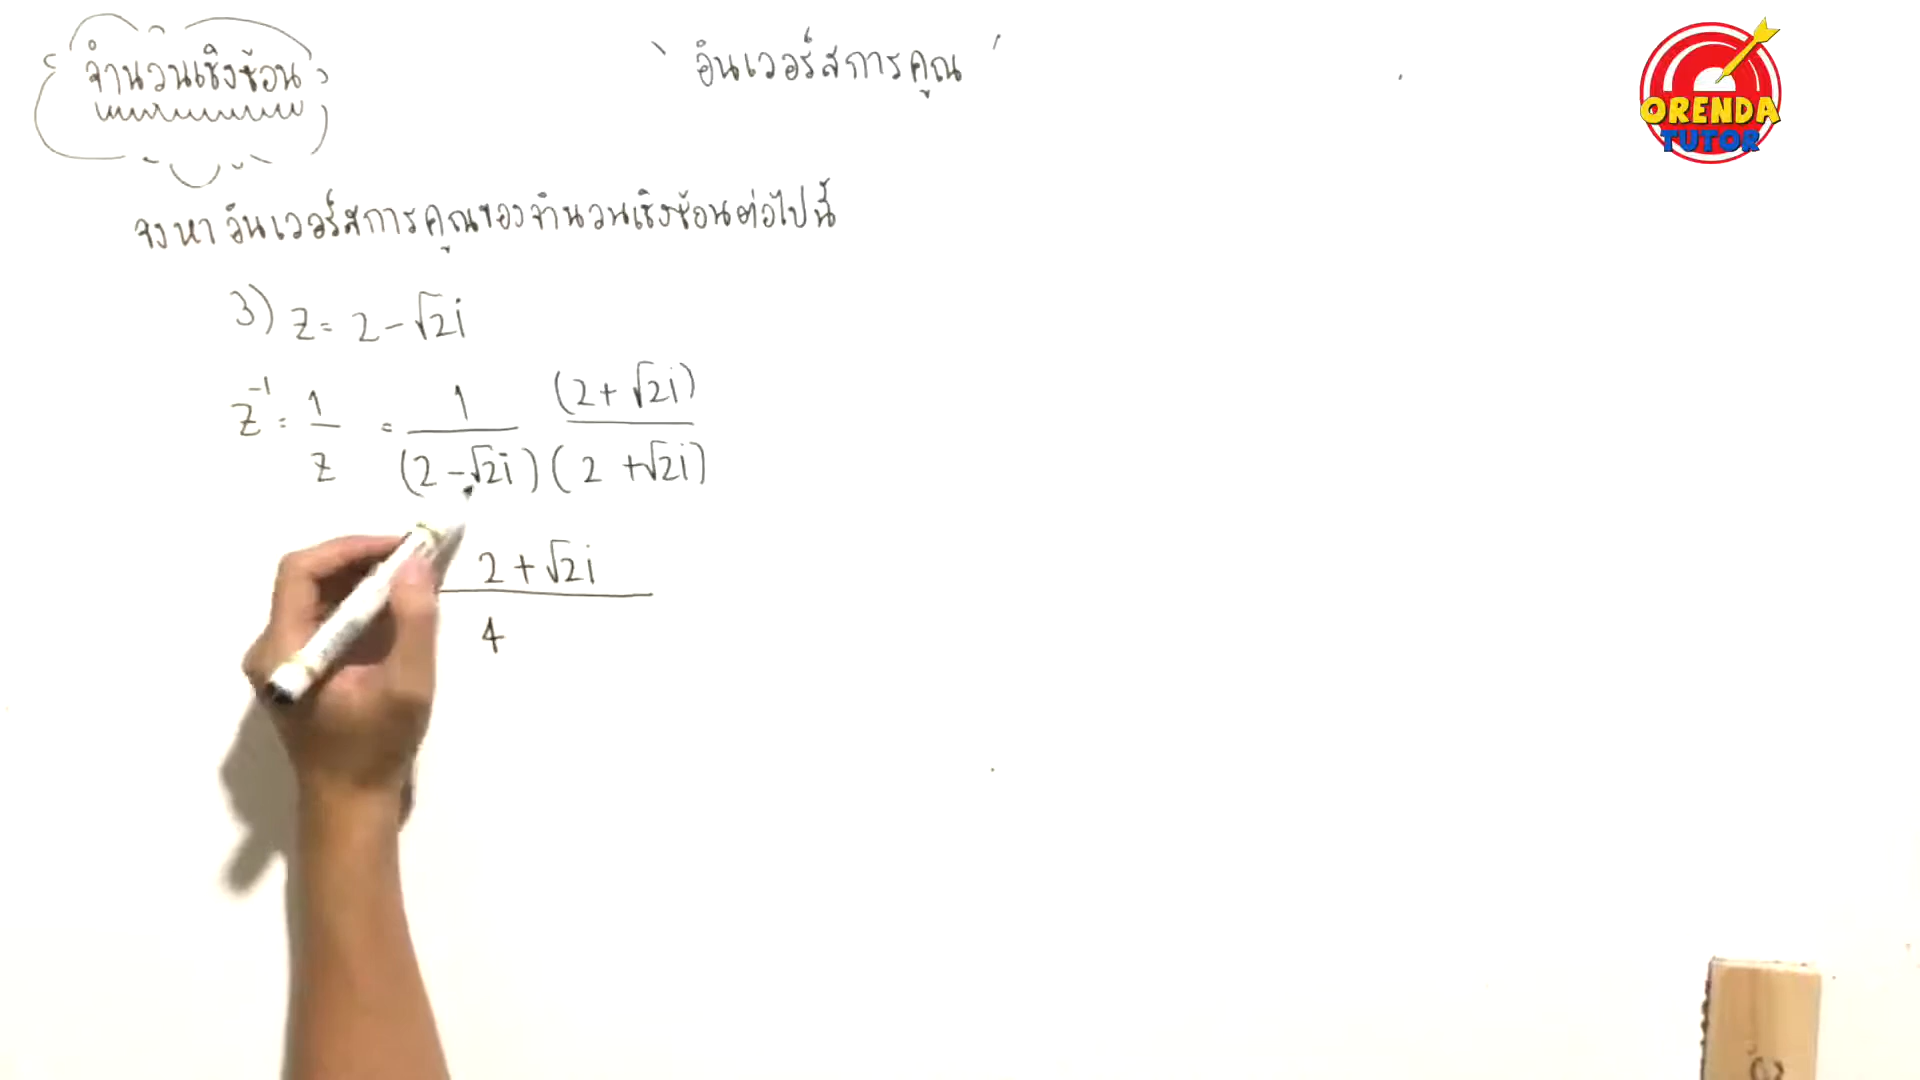 จำนวนเชิงซ้อน
` อินเวอร์สการคูณ '
ORENDA
TUTOR
จงหาอินเวอร์สการคูณของจำนวนเชิงซ้อนต่อไปนี้
3) z = 2 - √2i
z⁻¹ = 1/z = 1/(2 - √2i) (2 + √2i)/(2 + √2i)
2 + √2i
4